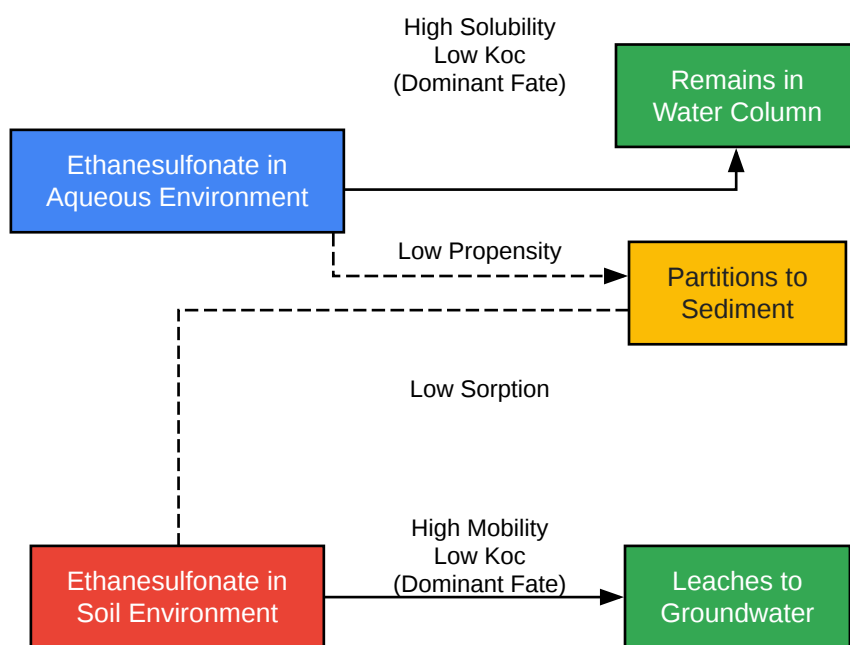 High Solubility
Low Koc
(Dominant Fate)
Remains in
Water Column
Ethanesulfonate in
Aqueous Environment
Low Propensity
Partitions to
Sediment
Low Sorption
High Mobility
Low Koc
(Dominant Fate)
Ethanesulfonate in
Soil Environment
Leaches to
Groundwater